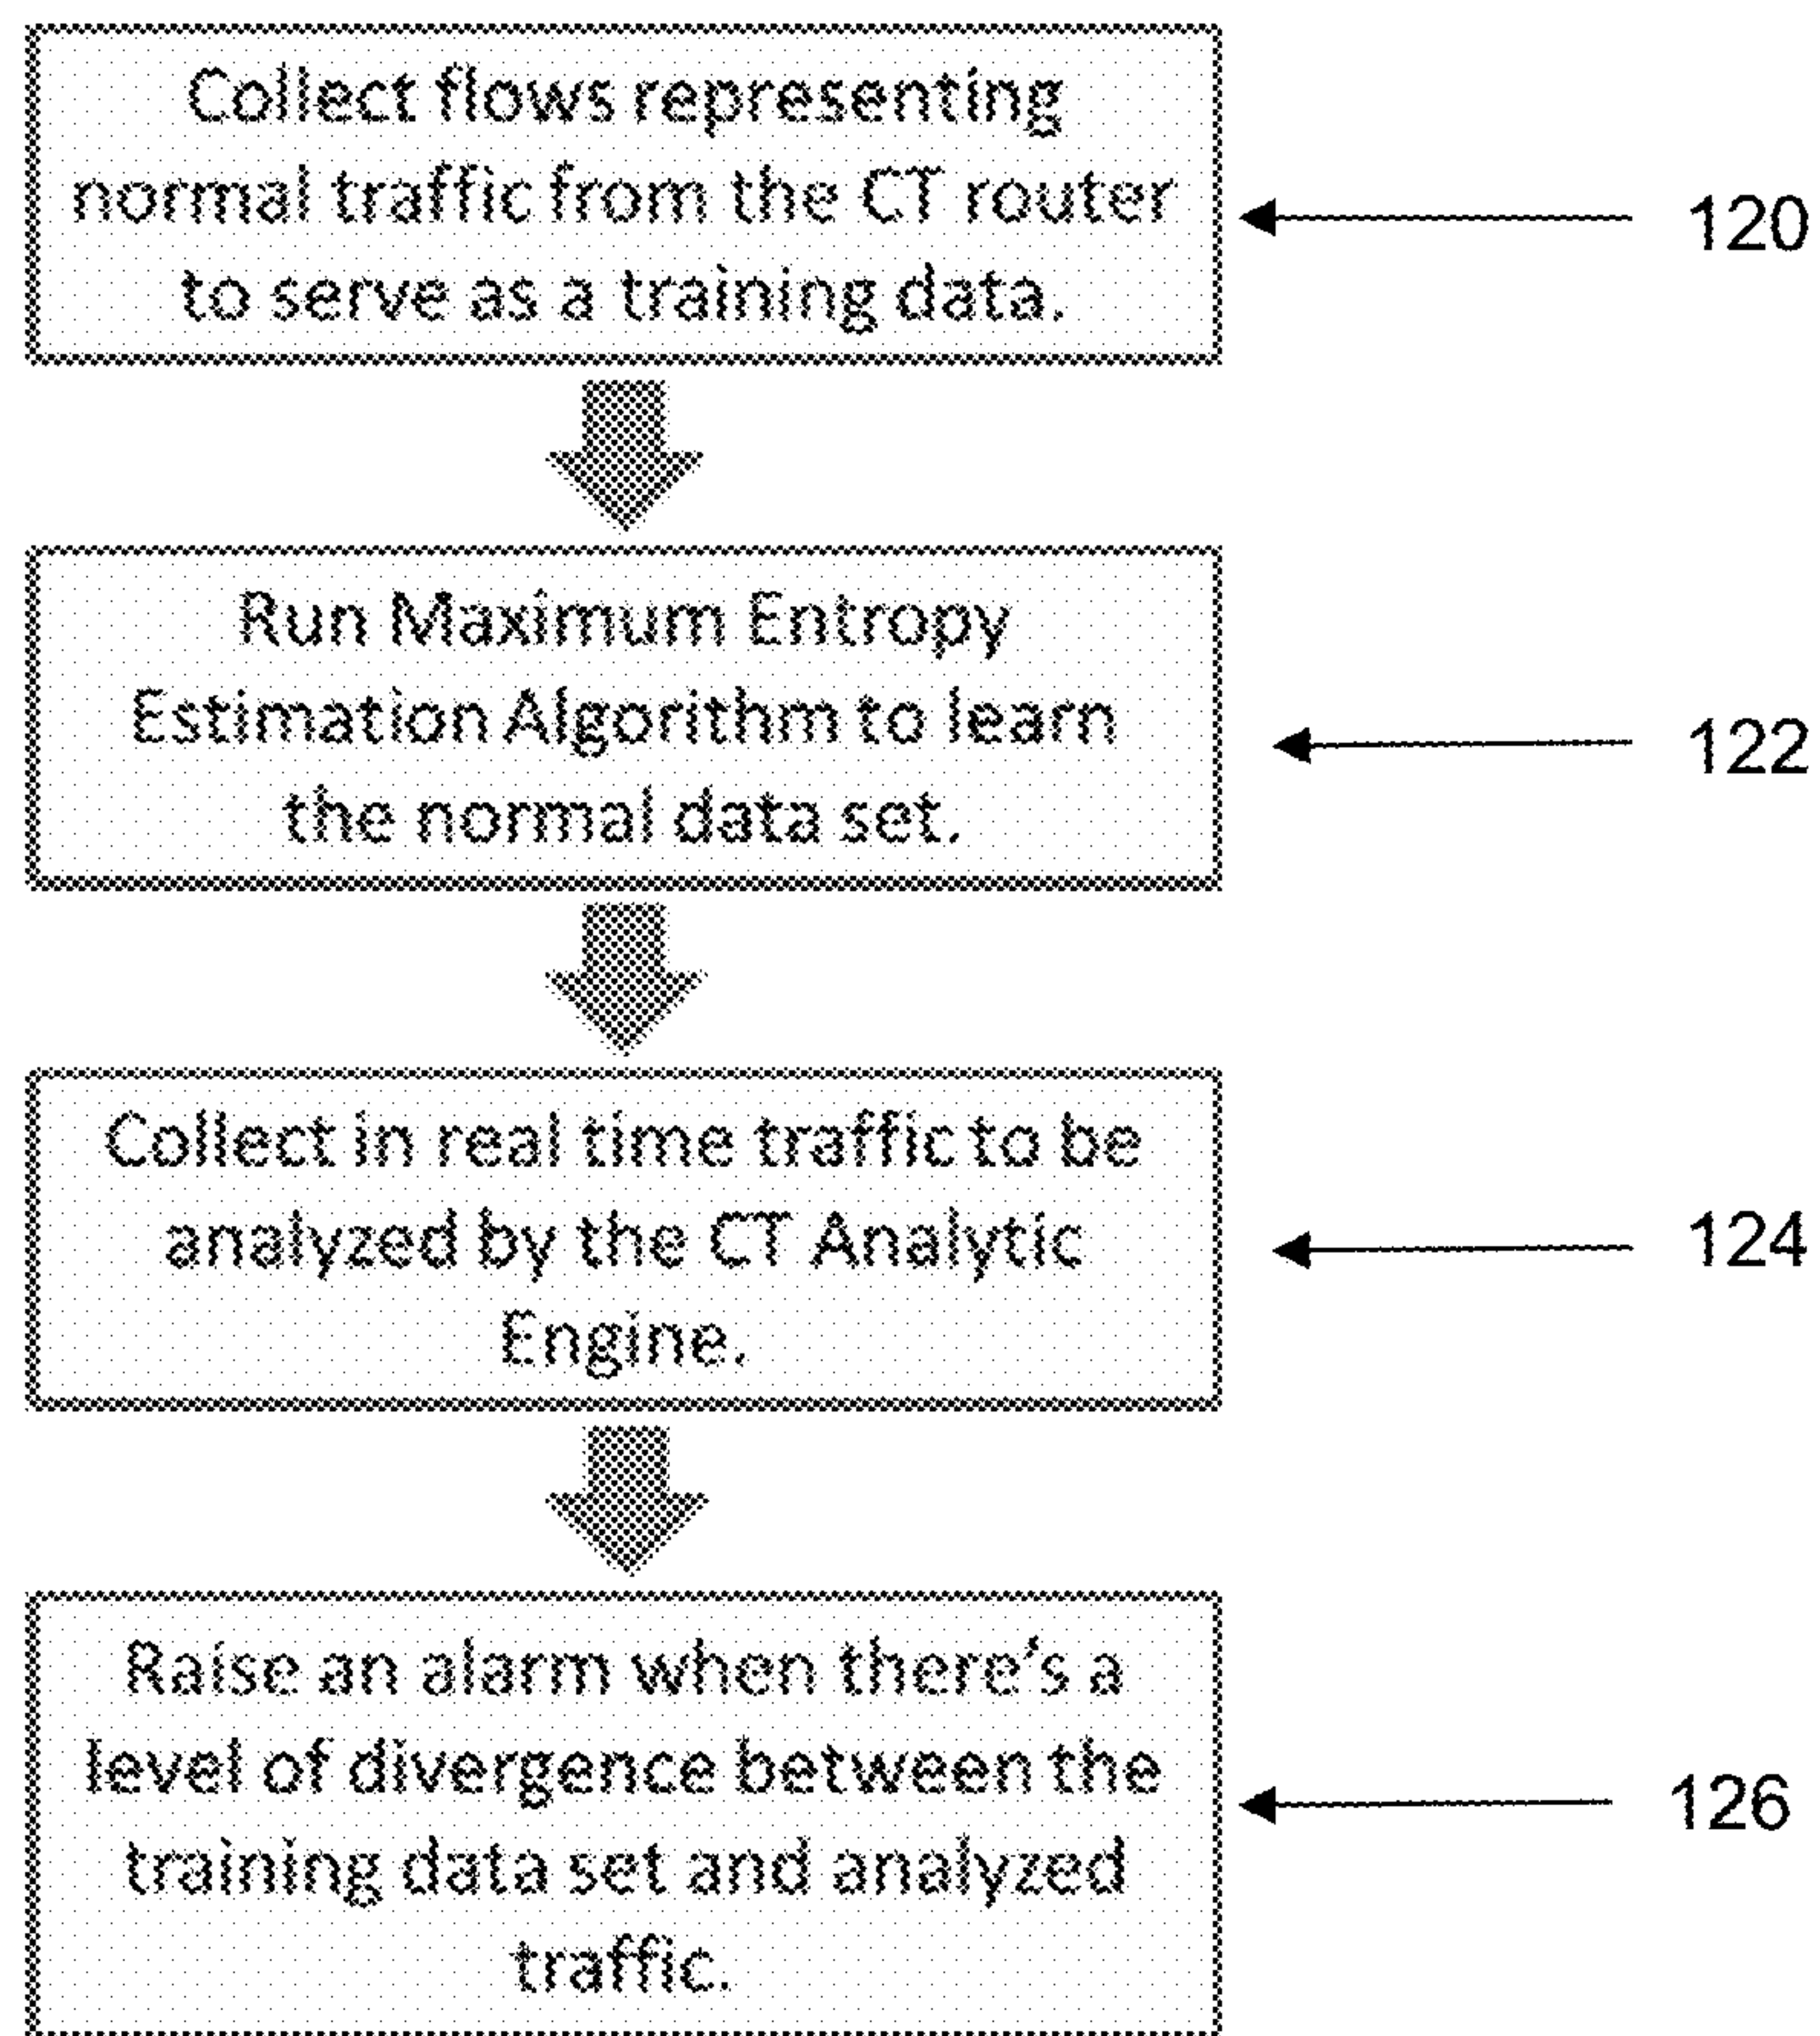 Collect flows representing
normal traffic from the CT router
to serve as a training data.
120
Run Maximum Entropy
Estimation Algorithm to learn
the normal data set.
122
Collect in real time traffic to be
analyzed by the CT Analytic
Engine.
124
Raise an alarm when there's a
level of divergence between the
training data set and analyzed
traffic.
126